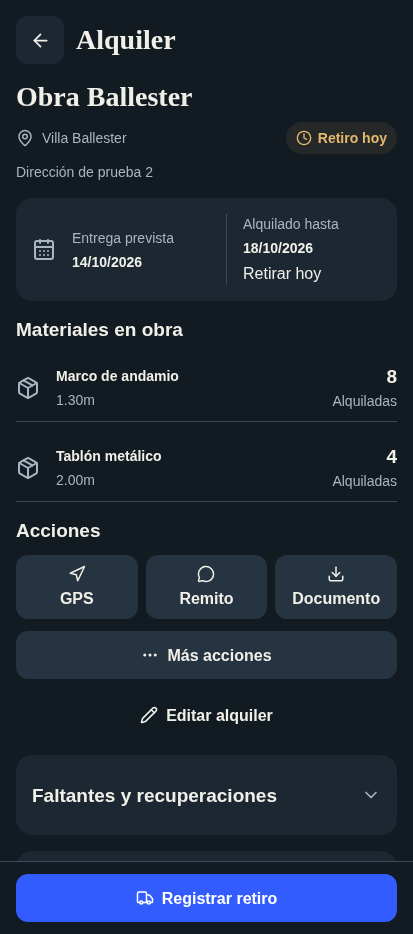 Alquiler
Obra Ballester
Villa Ballester
Retiro hoy
Dirección de prueba 2
Entrega prevista
14/10/2026
Alquilado hasta
18/10/2026
Retirar hoy
Materiales en obra
Marco de andamio
8
1.30m
Alquiladas
Tablón metálico
4
2.00m
Alquiladas
Acciones
GPS
Remito
Documento
Más acciones
Editar alquiler
Faltantes y recuperaciones
Registrar retiro